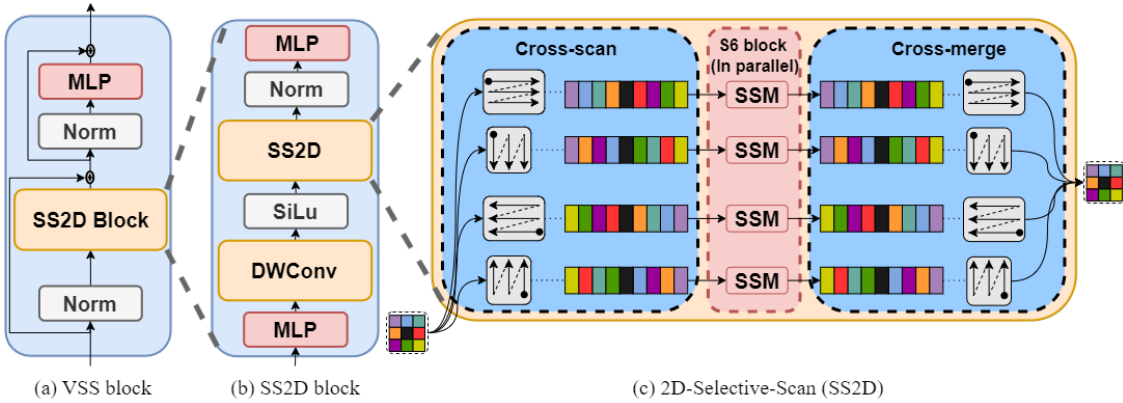 MLP
Norm
SS2D Block
Norm
(a) VSS block
MLP
Norm
SS2D
SiLu
DWConv
MLP
(b) SS2D block
Cross-scan
S6 block
(In parallel)
Cross-merge
SSM
SSM
SSM
SSM
(c) 2D-Selective-Scan (SS2D)